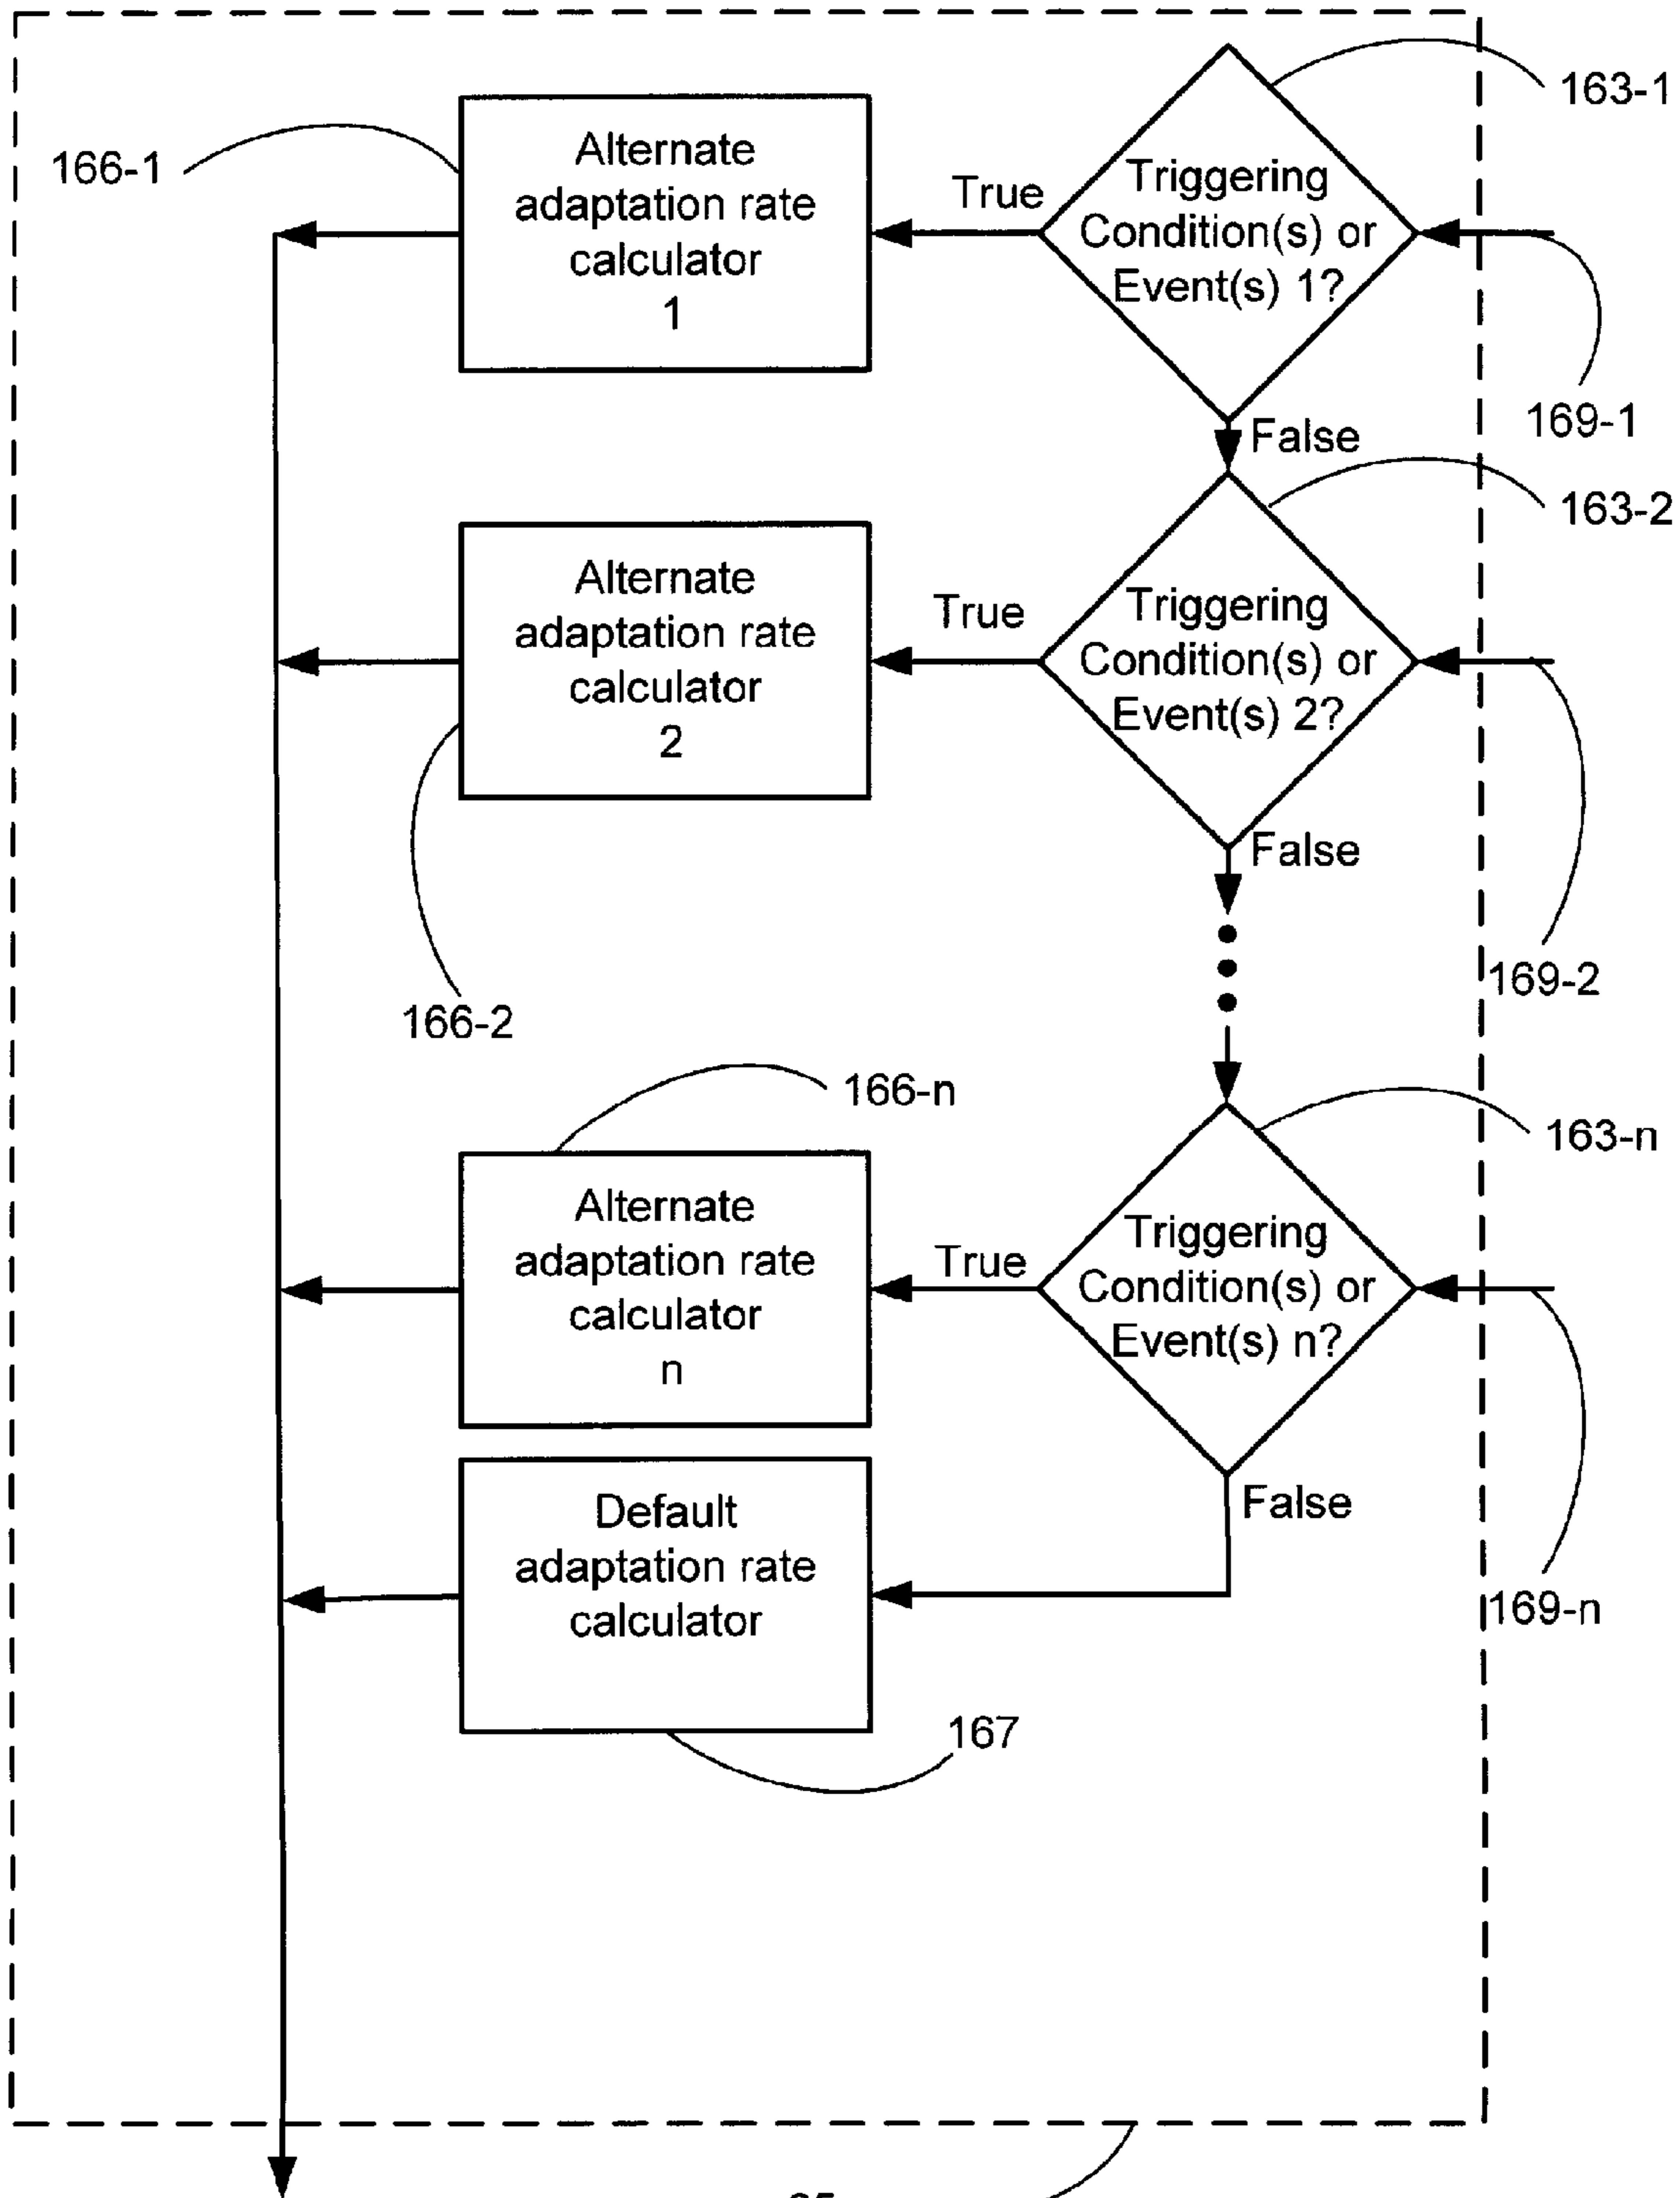 163-1
Alternate
adaptation rate
calculator
1
166-1
True
Triggering
Condition(s) or
Event(s) 1?
169-1
False
163-2
Alternate
adaptation rate
calculator
2
True
Triggering
Condition(s) or
Event(s) 2?
False
169-2
166-2
166-n
163-n
Alternate
adaptation rate
calculator
n
True
Triggering
Condition(s) or
Event(s) n?
False
169-n
Default
adaptation rate
calculator
167